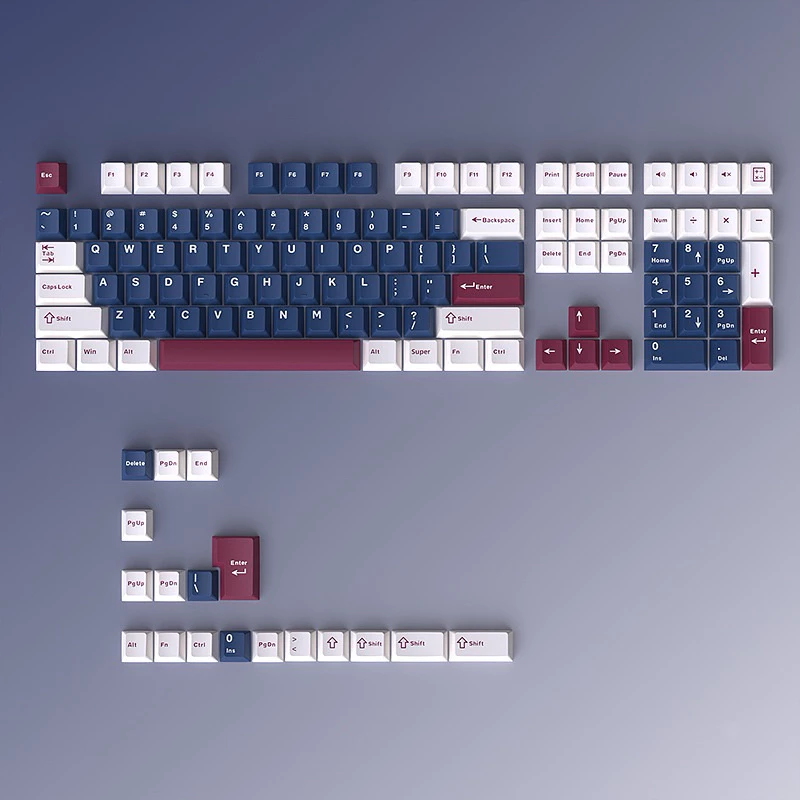 Esc F1 F2 F3 F4 F5 F6 F7 F8 F9 F10 F11 F12 Print Scroll Pause
~ ! @ # $ % ^ & * ( ) — +
` 1 2 3 4 5 6 7 8 9 0 - = ←Backspace Insert Home PgUp Num ÷ × −
Tab Q W E R T Y U I O P { } | 7 8 9
[ ] \ Delete End PgDn Home ↑ PgUp
+
Caps Lock A S D F G H J K L : " Enter 4 5 6
; ' ← →
Shift Z X C V B N M < > ? Shift ↑ 1 2 3
, . / End ↓ PgDn
Ctrl Win Alt Alt Super Fn Ctrl ← ↓ → 0 . Enter
Ins Del
Delete PgDn End
PgUp
Enter
PgUp PgDn | \
Alt Fn Ctrl 0 PgDn > Shift Shift Shift
Ins <